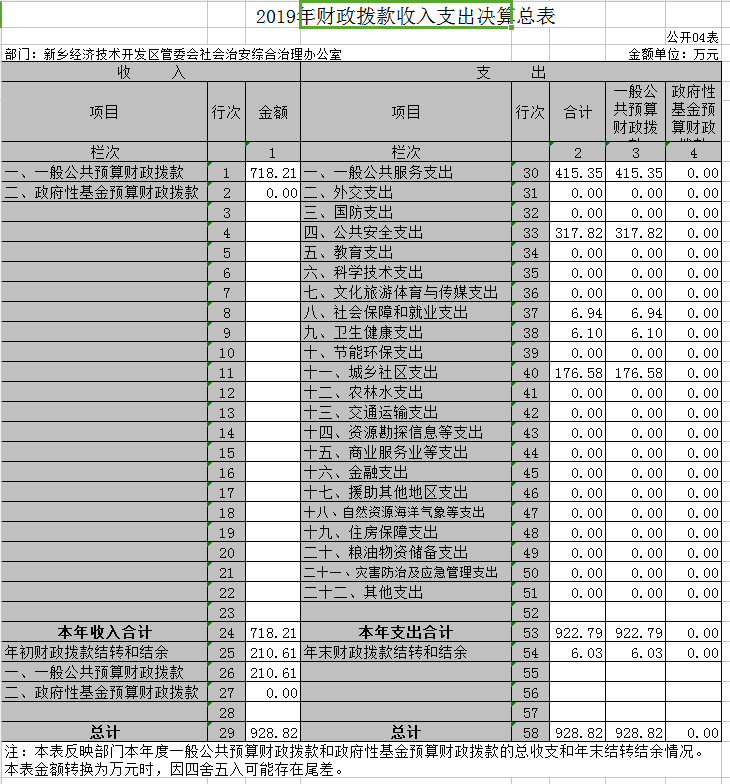 2019年财政拨款收入支出决算总表
公开04表
部门：新乡经济技术开发区管委会社会治安综合治理办公室 金额单位：万元
收 入 支 出
项目 行次 金额 项目 行次 合计 一般公共预算财政拨 政府性基金预算财政
栏次 1 栏次 2 3 4
一、一般公共预算财政拨款 1 718.21 一、一般公共服务支出 30 415.35 415.35 0.00
二、政府性基金预算财政拨款 2 0.00 二、外交支出 31 0.00 0.00 0.00
3 三、国防支出 32 0.00 0.00 0.00
4 四、公共安全支出 33 317.82 317.82 0.00
5 五、教育支出 34 0.00 0.00 0.00
6 六、科学技术支出 35 0.00 0.00 0.00
7 七、文化旅游体育与传媒支出 36 0.00 0.00 0.00
8 八、社会保障和就业支出 37 6.94 6.94 0.00
9 九、卫生健康支出 38 6.10 6.10 0.00
10 十、节能环保支出 39 0.00 0.00 0.00
11 十一、城乡社区支出 40 176.58 176.58 0.00
12 十二、农林水支出 41 0.00 0.00 0.00
13 十三、交通运输支出 42 0.00 0.00 0.00
14 十四、资源勘探信息等支出 43 0.00 0.00 0.00
15 十五、商业服务业等支出 44 0.00 0.00 0.00
16 十六、金融支出 45 0.00 0.00 0.00
17 十七、援助其他地区支出 46 0.00 0.00 0.00
18 十八、自然资源海洋气象等支出 47 0.00 0.00 0.00
19 十九、住房保障支出 48 0.00 0.00 0.00
20 二十、粮油物资储备支出 49 0.00 0.00 0.00
21 二十一、灾害防治及应急管理支出 50 0.00 0.00 0.00
22 二十二、其他支出 51 0.00 0.00 0.00
23 52
本年收入合计 24 718.21 本年支出合计 53 922.79 922.79 0.00
年初财政拨款结转和结余 25 210.61 年末财政拨款结转和结余 54 6.03 6.03 0.00
一、一般公共预算财政拨款 26 210.61 55
二、政府性基金预算财政拨款 27 0.00 56
28 57
总计 29 928.82 总计 58 928.82 928.82 0.00
注：本表反映部门本年度一般公共预算财政拨款和政府性基金预算财政拨款的总收支和年末结转结余情况。
本表金额转换为万元时，因四舍五入可能存在尾差。